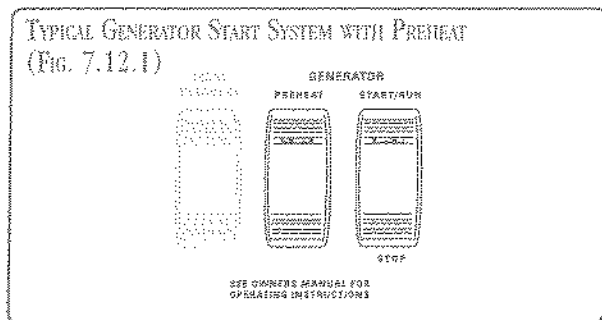 TYPICAL GENERATOR START SYSTEM WITH PREHEAT
(FIG. 7.12.1)
GENERATOR
PREHEAT START/RUN
STOP
SEE OWNERS MANUAL FOR
OPERATING INSTRUCTIONS